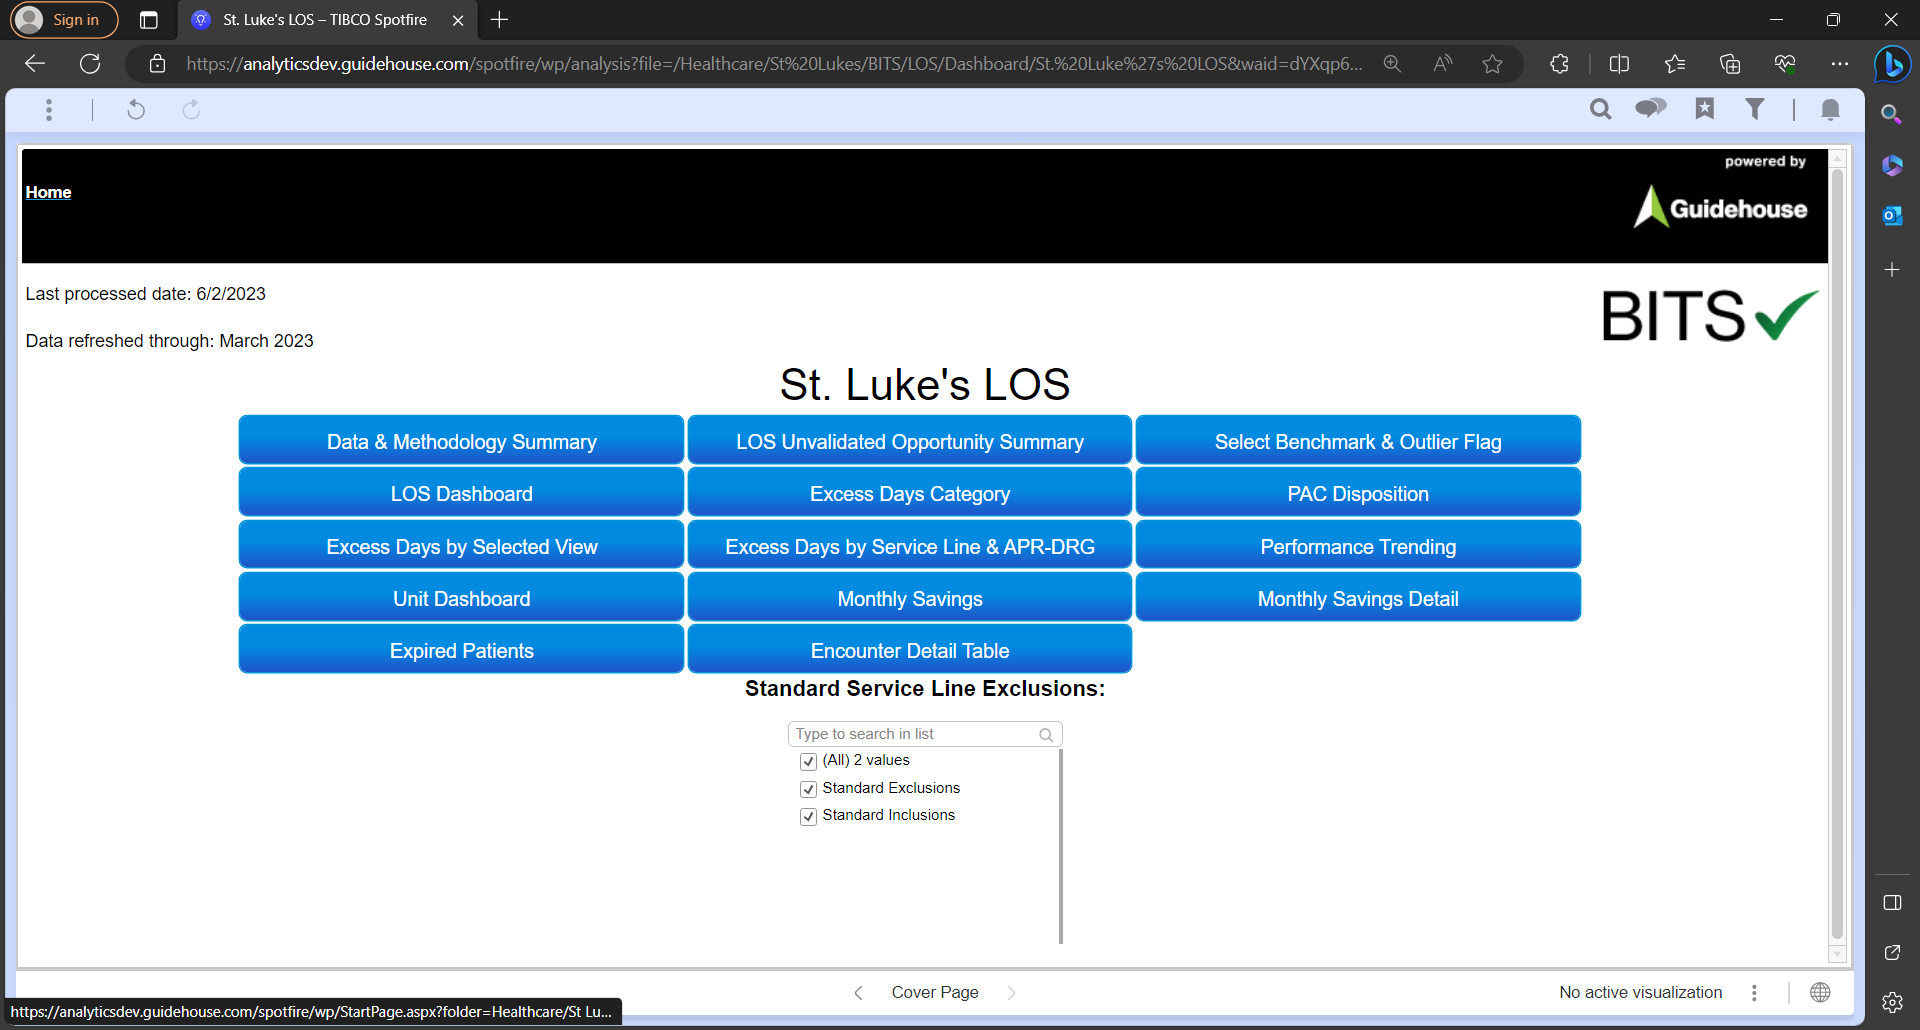 Sign in
St. Luke's LOS – TIBCO Spotfire
https://analyticsdev.guidehouse.com/spotfire/wp/analysis?file=/Healthcare/St%20Lukes/BITS/LOS/Dashboard/St.%20Luke%27s%20LOS&waid=dYXqp6...
powered by
Home
Guidehouse
Last processed date: 6/2/2023
BITS
Data refreshed through: March 2023
St. Luke's LOS
Data & Methodology Summary
LOS Unvalidated Opportunity Summary
Select Benchmark & Outlier Flag
LOS Dashboard
Excess Days Category
PAC Disposition
Excess Days by Selected View
Excess Days by Service Line & APR-DRG
Performance Trending
Unit Dashboard
Monthly Savings
Monthly Savings Detail
Expired Patients
Encounter Detail Table
Standard Service Line Exclusions:
Type to search in list
(All) 2 values
Standard Exclusions
Standard Inclusions
Cover Page
No active visualization
https://analyticsdev.guidehouse.com/spotfire/wp/StartPage.aspx?folder=Healthcare/St Lu...